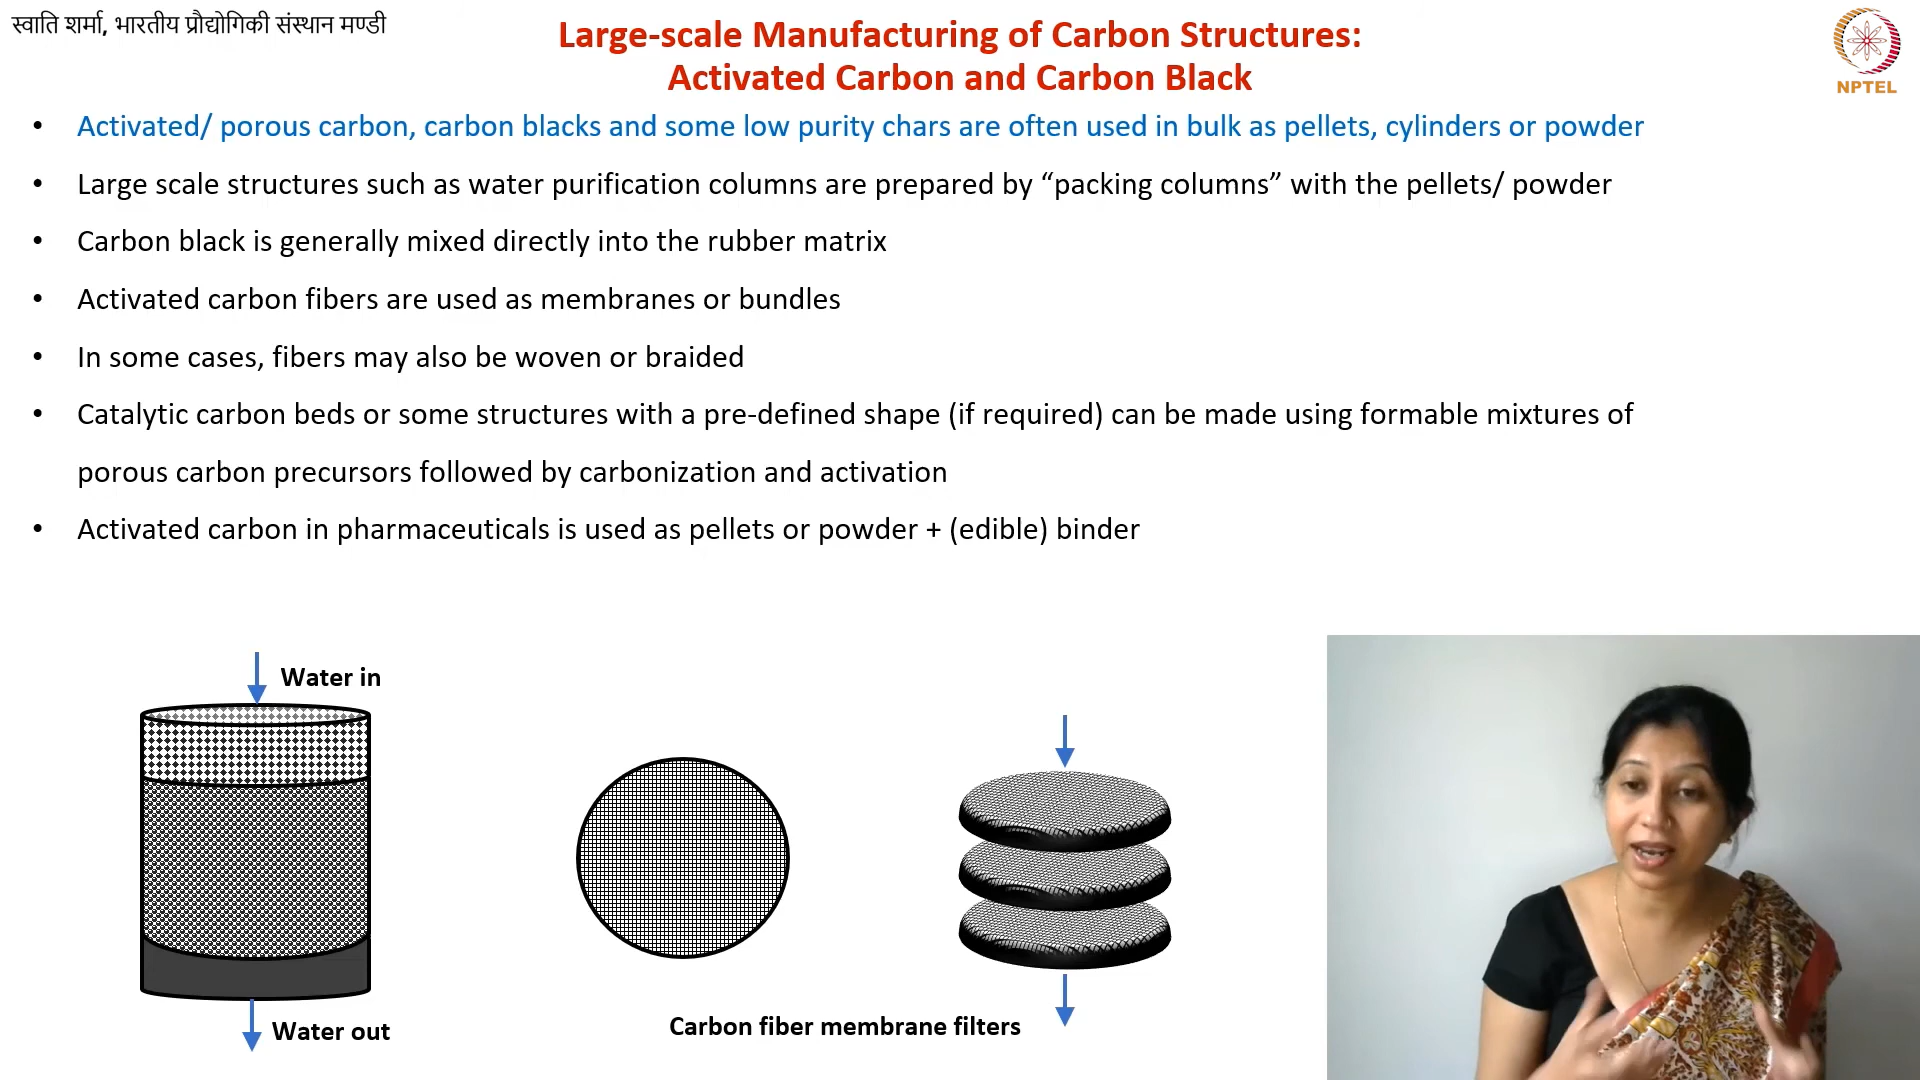 स्वाति शर्मा, भारतीय प्रौद्योगिकी संस्थान मण्डी
Large-scale Manufacturing of Carbon Structures:
Activated Carbon and Carbon Black
NPTEL
• Activated/ porous carbon, carbon blacks and some low purity chars are often used in bulk as pellets, cylinders or powder
• Large scale structures such as water purification columns are prepared by “packing columns” with the pellets/ powder
• Carbon black is generally mixed directly into the rubber matrix
• Activated carbon fibers are used as membranes or bundles
• In some cases, fibers may also be woven or braided
• Catalytic carbon beds or some structures with a pre-defined shape (if required) can be made using formable mixtures of
porous carbon precursors followed by carbonization and activation
• Activated carbon in pharmaceuticals is used as pellets or powder + (edible) binder
Water in
Water out
Carbon fiber membrane filters